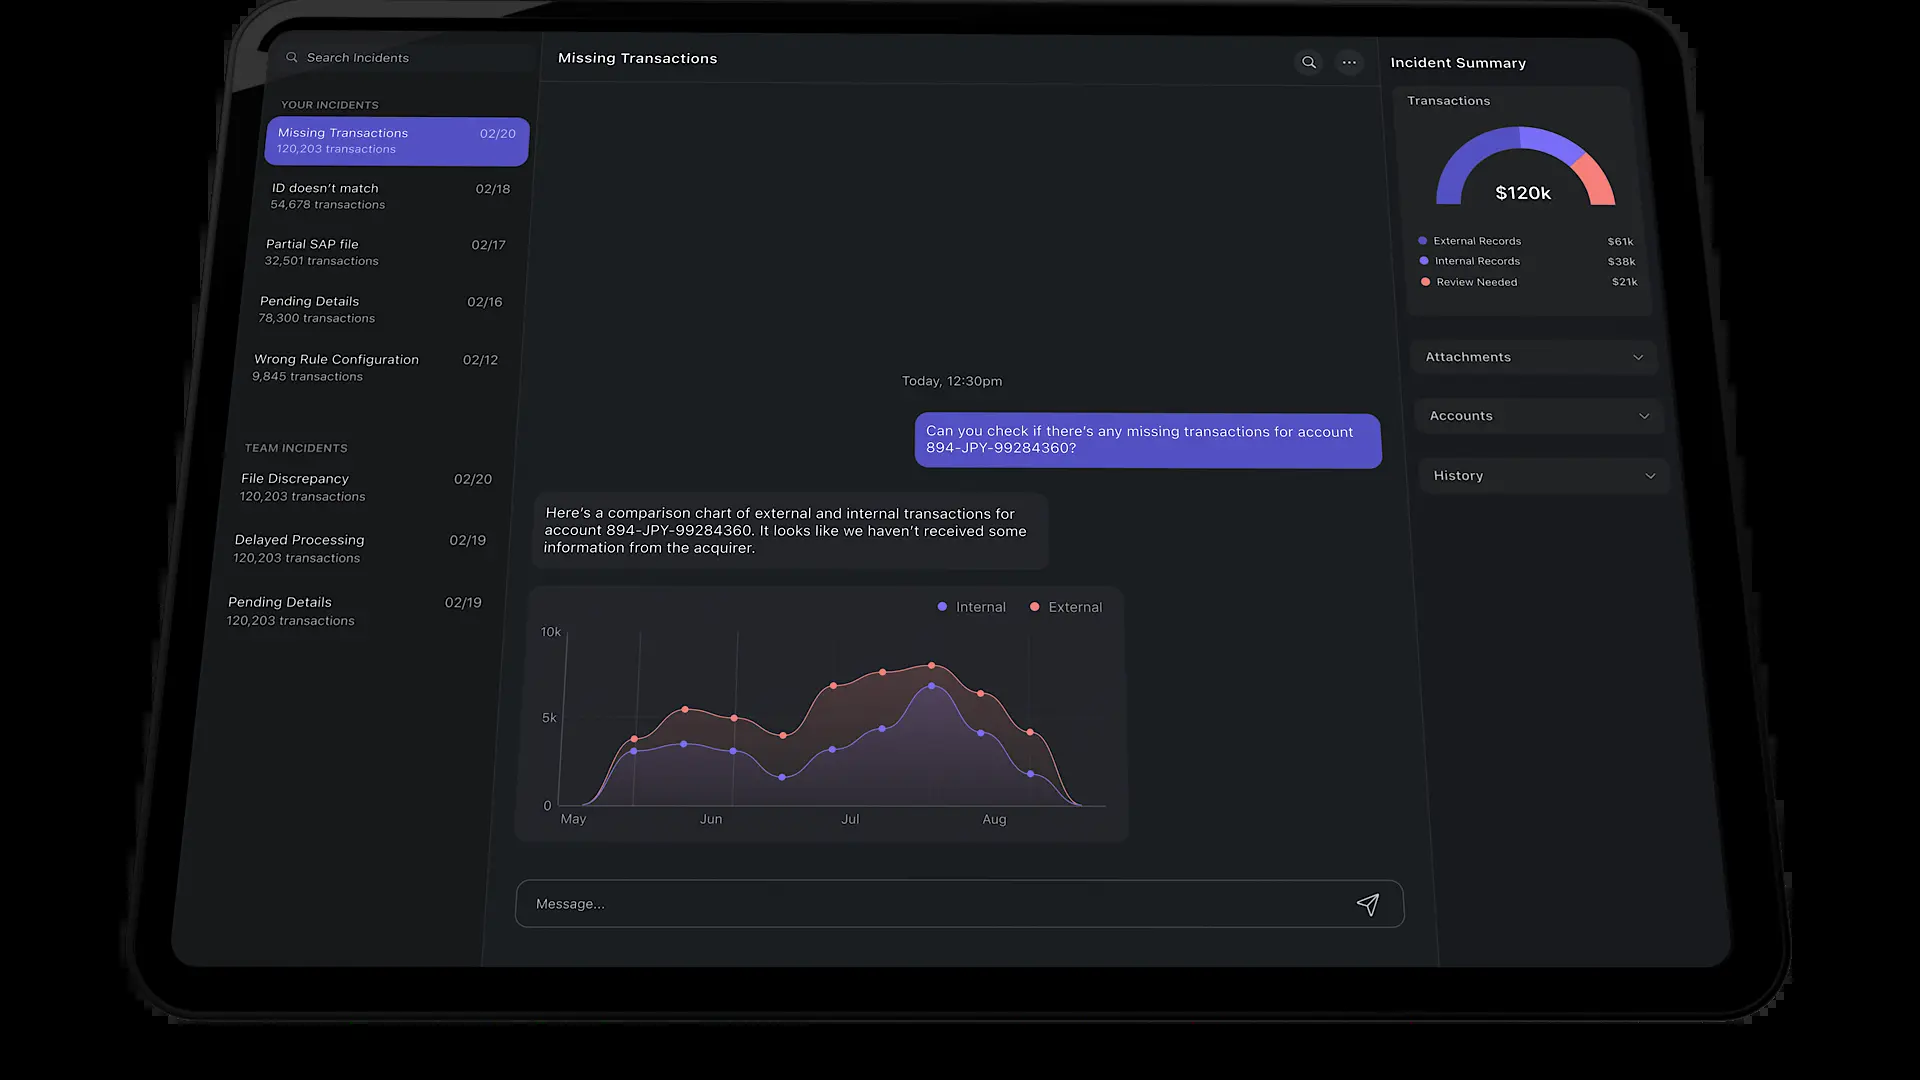 Search Incidents
YOUR INCIDENTS
Missing Transactions 02/20
120,203 transactions
ID doesn’t match 02/18
54,678 transactions
Partial SAP file 02/17
32,501 transactions
Pending Details 02/16
78,300 transactions
Wrong Rule Configuration 02/12
9,845 transactions
TEAM INCIDENTS
File Discrepancy 02/20
120,203 transactions
Delayed Processing 02/19
120,203 transactions
Pending Details 02/19
120,203 transactions
Missing Transactions
Today, 12:30pm
Can you check if there’s any missing transactions for account
894-JPY-99284360?
Here’s a comparison chart of external and internal transactions for
account 894-JPY-99284360. It looks like we haven’t received some
information from the acquirer.
Internal External
10k
5k
0
May Jun Jul Aug
Message...
Incident Summary
Transactions
$120k
External Records $61k
Internal Records $38k
Review Needed $21k
Attachments
Accounts
History